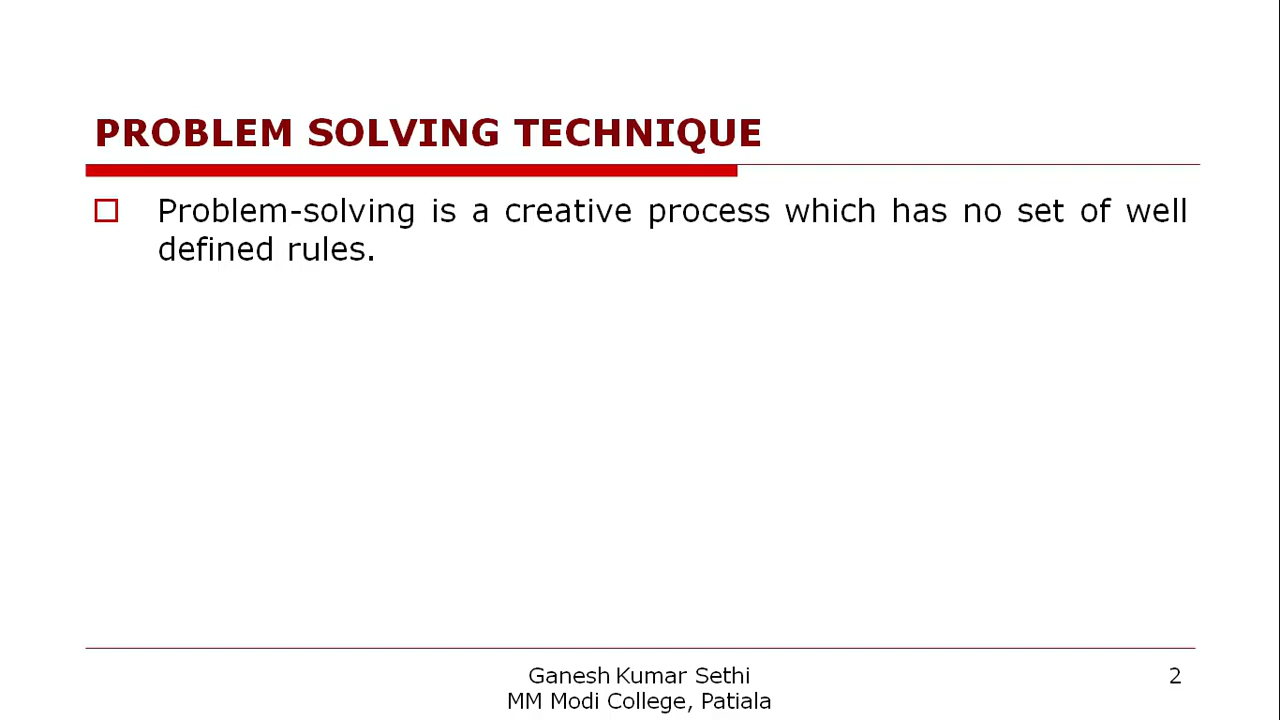 PROBLEM SOLVING TECHNIQUE
Problem-solving is a creative process which has no set of well
defined rules.
Ganesh Kumar Sethi
MM Modi College, Patiala
2